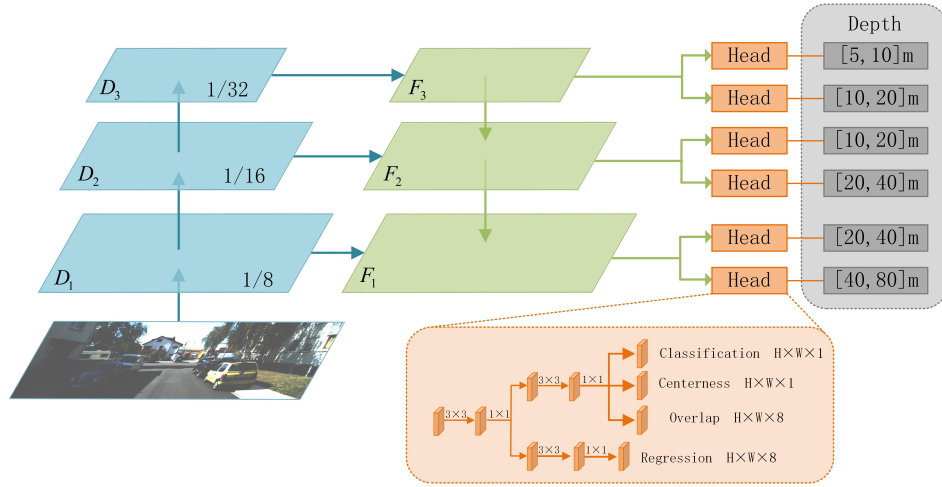 Depth
D3 1/32 F3 Head [5, 10]m
Head [10, 20]m
D2 1/16 F2 Head [10, 20]m
Head [20, 40]m
D1 1/8 F1 Head [20, 40]m
Head [40, 80]m
3×3 1×1 3×3 1×1 Classification H×W×1
Centerness H×W×1
Overlap H×W×8
3×3 1×1 Regression H×W×8